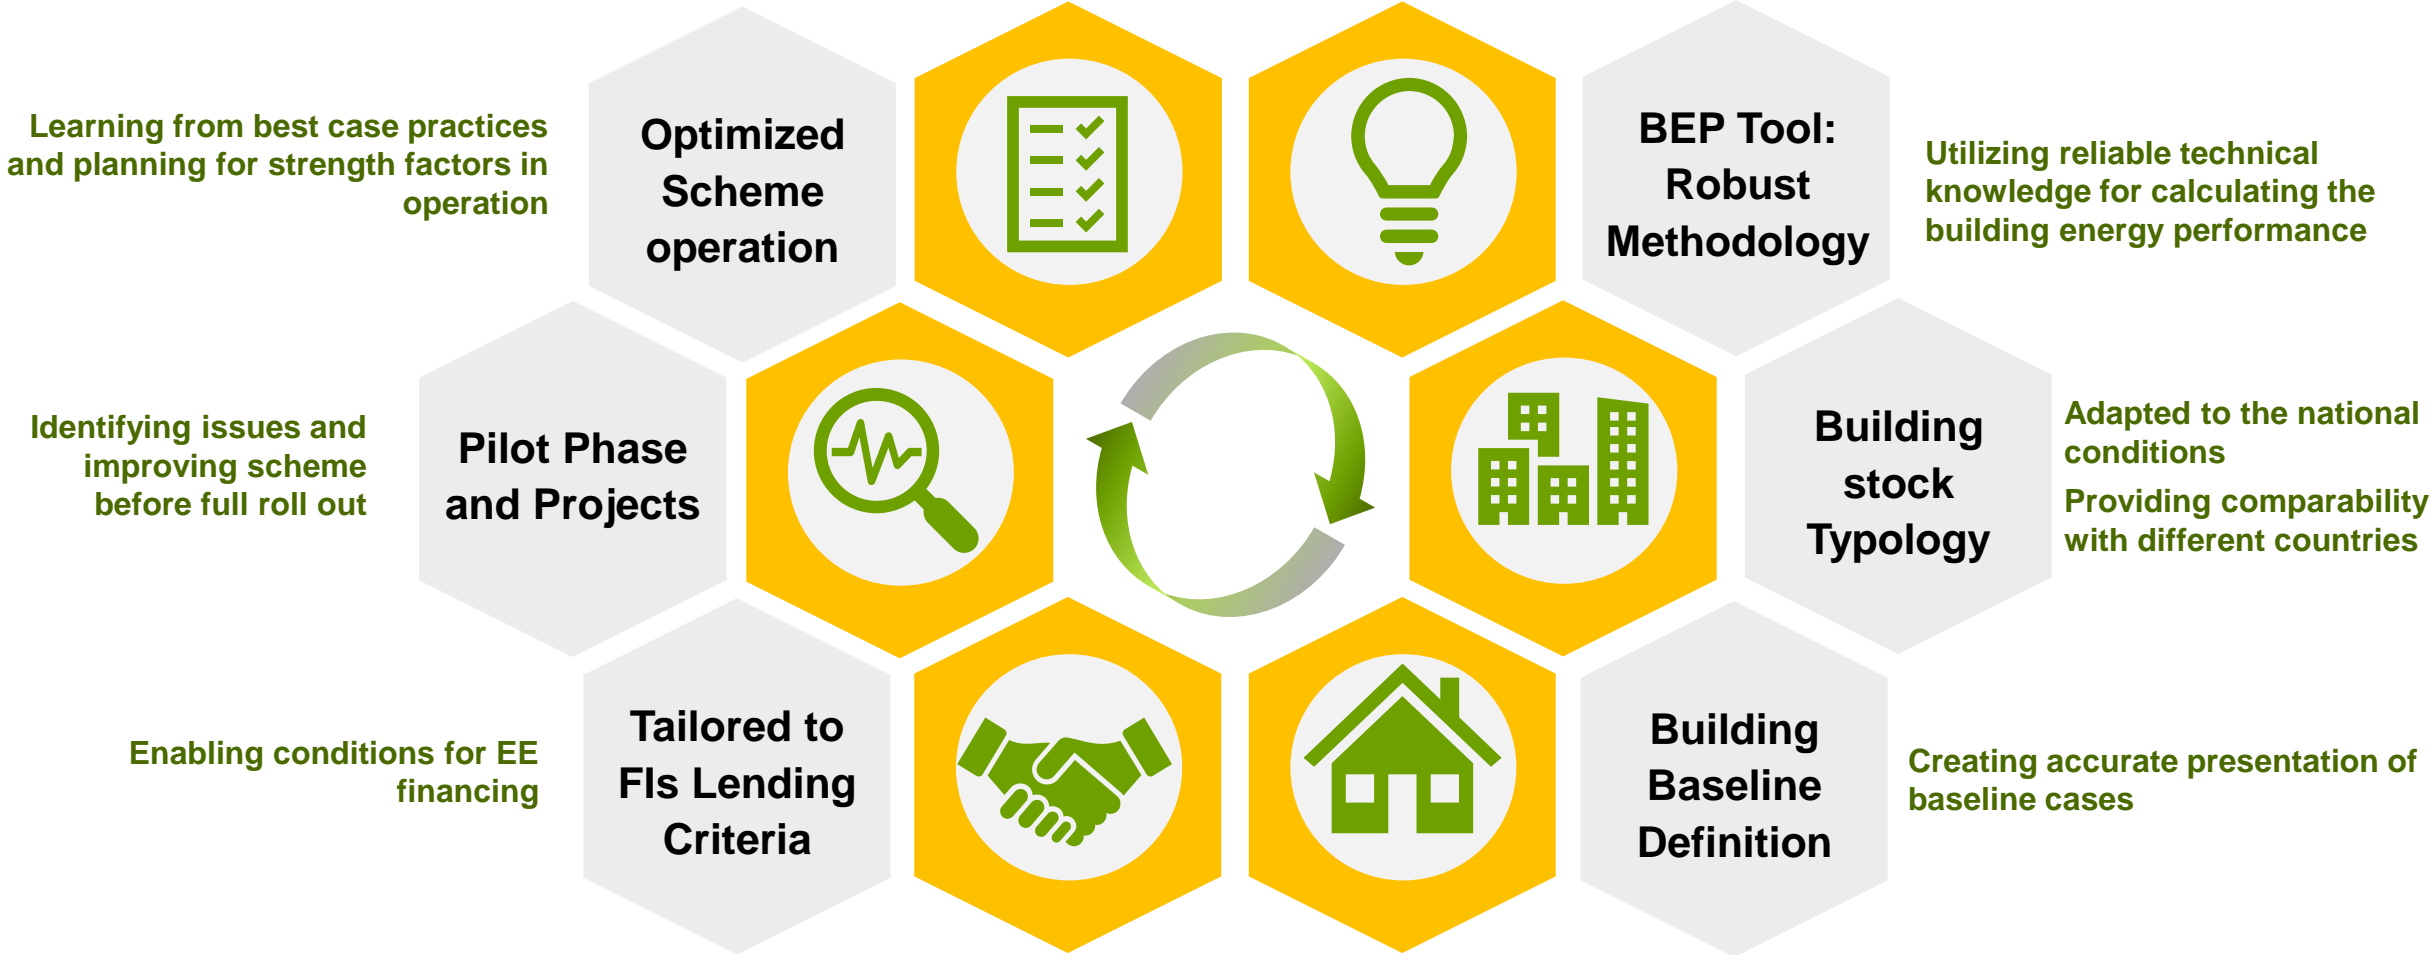 Learning from best case practices
and planning for strength factors in
operation
Optimized
Scheme
operation
BEP Tool:
Robust
Methodology
Utilizing reliable technical
knowledge for calculating the
building energy performance
Identifying issues and
improving scheme
before full roll out
Pilot Phase
and Projects
Building
stock
Typology
Adapted to the national
conditions
Providing comparability
with different countries
Enabling conditions for EE
financing
Tailored to
FIs Lending
Criteria
Building
Baseline
Definition
Creating accurate presentation of
baseline cases